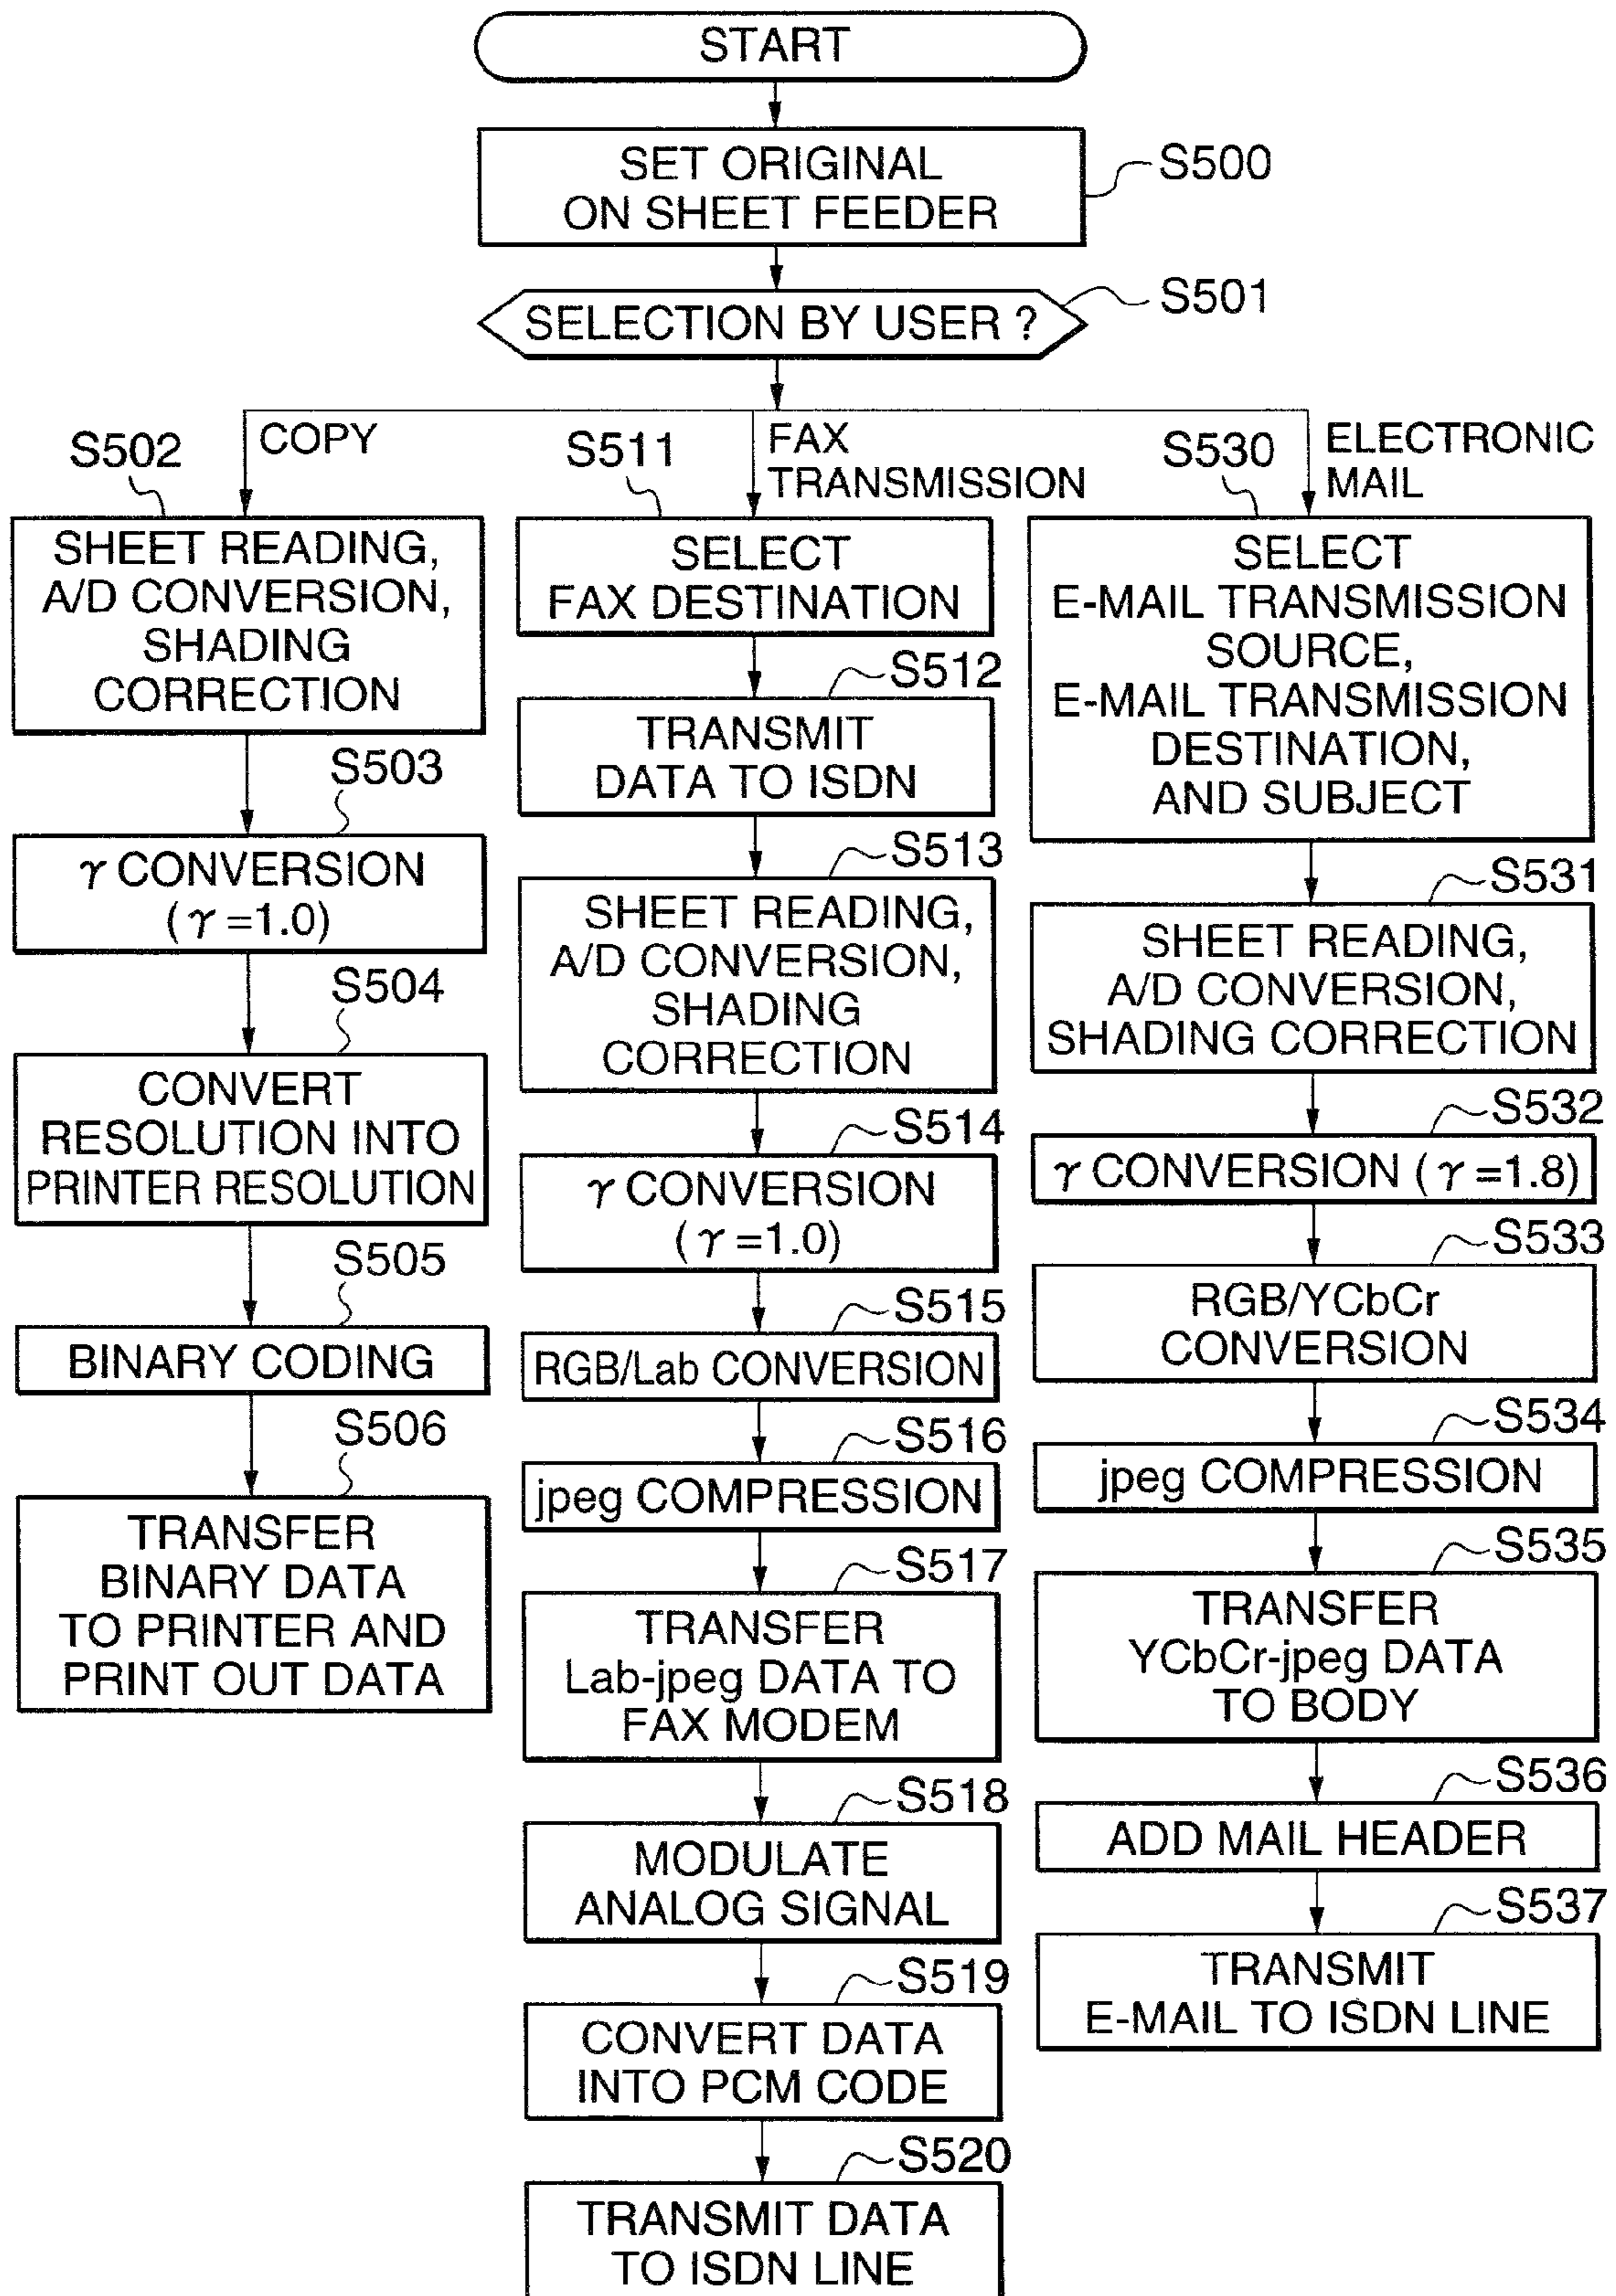 START
SET ORIGINAL
ON SHEET FEEDER
S500
SELECTION BY USER ?
S501
COPY
S502
SHEET READING,
A/D CONVERSION,
SHADING
CORRECTION
S503
γ CONVERSION
(γ=1.0)
S504
CONVERT
RESOLUTION INTO
PRINTER RESOLUTION
S505
BINARY CODING
S506
TRANSFER
BINARY DATA
TO PRINTER AND
PRINT OUT DATA
FAX
TRANSMISSION
S511
SELECT
FAX DESTINATION
S512
TRANSMIT
DATA TO ISDN
S513
SHEET READING,
A/D CONVERSION,
SHADING
CORRECTION
S514
γ CONVERSION
(γ=1.0)
S515
RGB/Lab CONVERSION
S516
jpeg COMPRESSION
S517
TRANSFER
Lab-jpeg DATA TO
FAX MODEM
S518
MODULATE
ANALOG SIGNAL
S519
CONVERT DATA
INTO PCM CODE
S520
TRANSMIT DATA
TO ISDN LINE
ELECTRONIC
MAIL
S530
SELECT
E-MAIL TRANSMISSION
SOURCE,
E-MAIL TRANSMISSION
DESTINATION,
AND SUBJECT
S531
SHEET READING,
A/D CONVERSION,
SHADING CORRECTION
S532
γ CONVERSION (γ=1.8)
S533
RGB/YCbCr
CONVERSION
S534
jpeg COMPRESSION
S535
TRANSFER
YCbCr-jpeg DATA
TO BODY
S536
ADD MAIL HEADER
S537
TRANSMIT
E-MAIL TO ISDN LINE